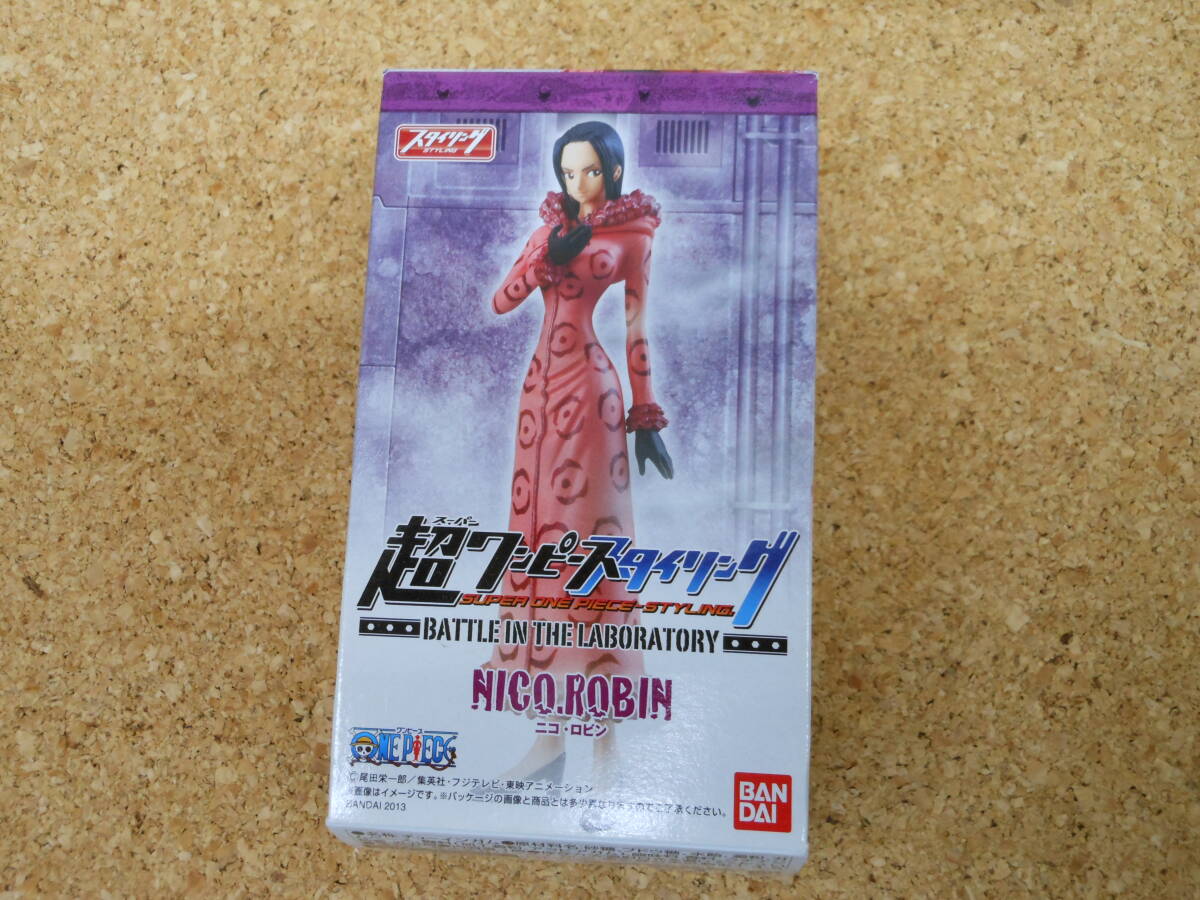 スタイリング
STYLING
スーパー
超ワンピーススタイリング
SUPER ONE PIECE-STYLING
BATTLE IN THE LABORATORY
NICO.ROBIN
ニコ・ロビン
ワンピース
ONE PIECE
©尾田栄一郎/集英社・フジテレビ・東映アニメーション
※画像はイメージです。※パッケージの画像と商品とは多少異なりますのでご了承ください。
BANDAI 2013
BAN
DAI